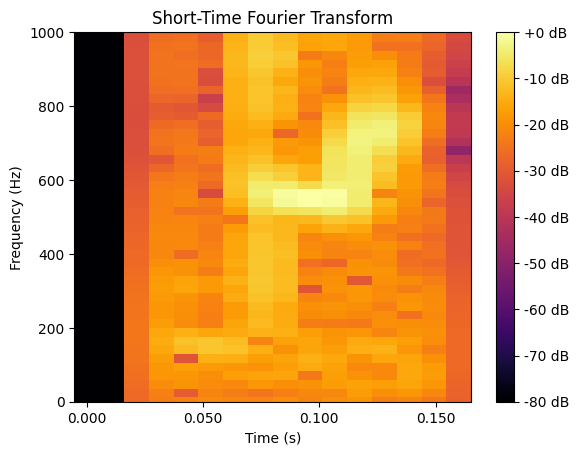 Short-Time Fourier Transform
1000
800
600
400
200
0
Frequency (Hz)
0.000
0.050
0.100
0.150
Time (s)
+0 dB
-10 dB
-20 dB
-30 dB
-40 dB
-50 dB
-60 dB
-70 dB
-80 dB